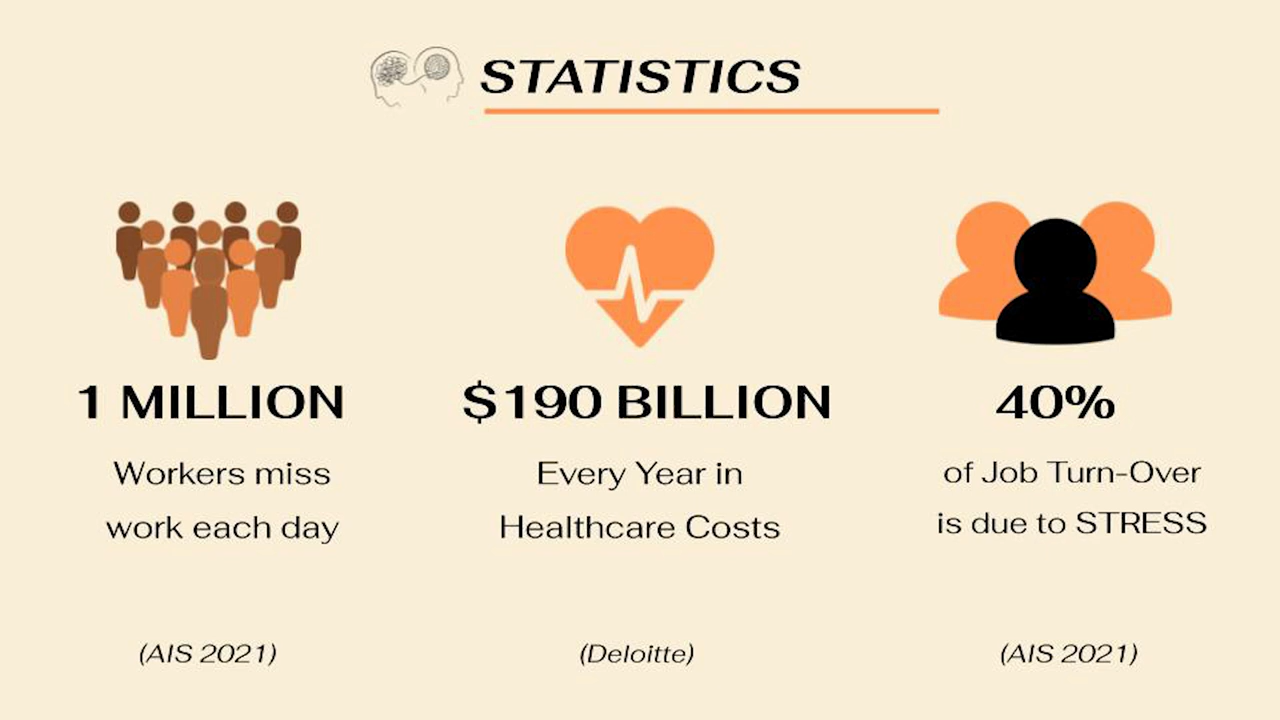 STATISTICS
1 MILLION
Workers miss
work each day
(AIS 2021)
$190 BILLION
Every Year in
Healthcare Costs
(Deloitte)
40%
of Job Turn-Over
is due to STRESS
(AIS 2021)